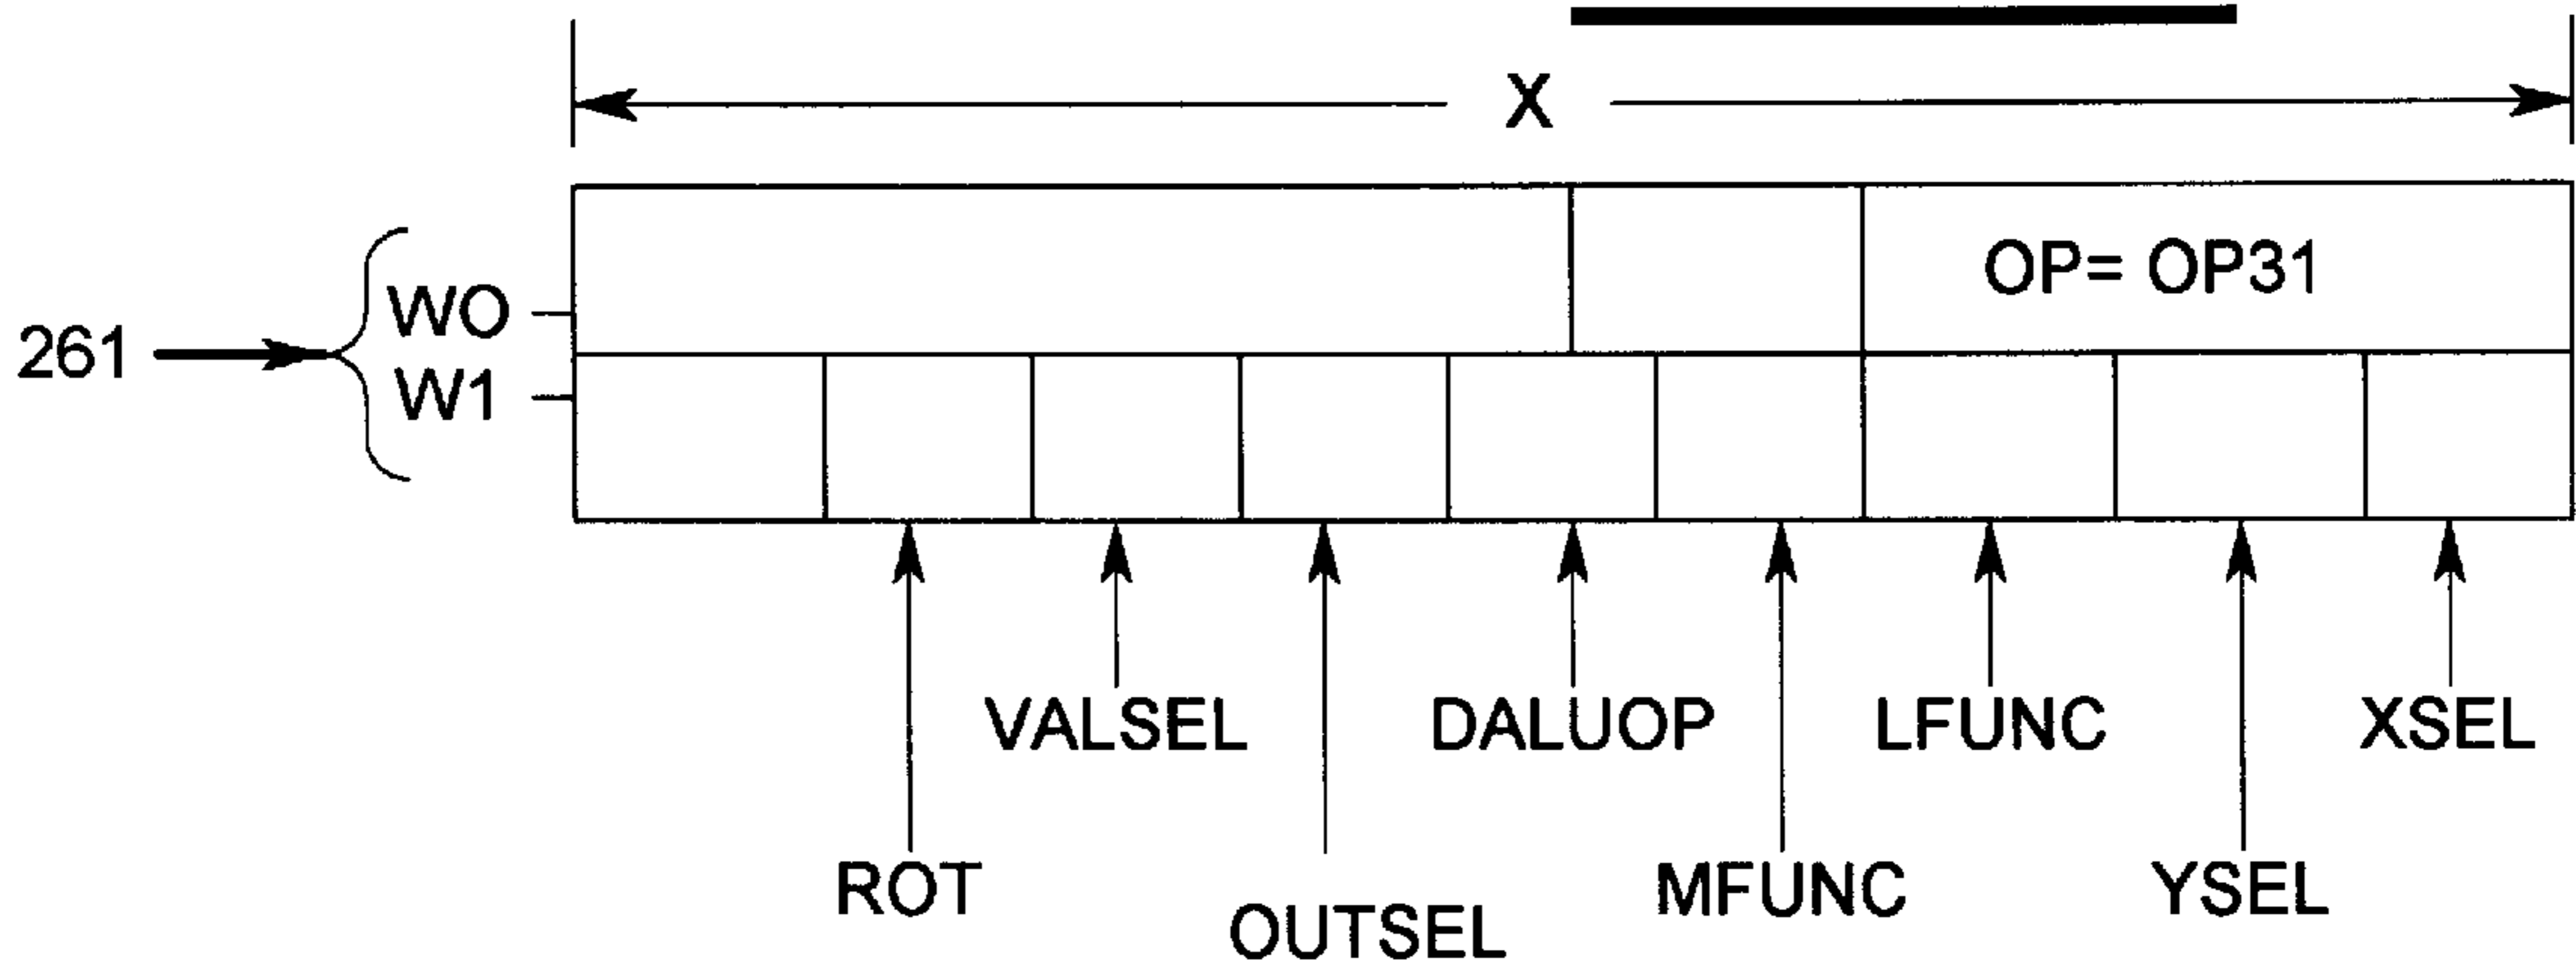 X
OP= OP31
W0
261
W1
VALSEL
DALUOP
LFUNC
XSEL
ROT
MFUNC
YSEL
OUTSEL